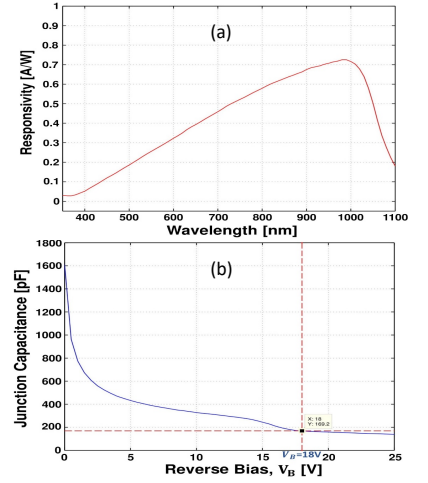 1
0.9
0.8
0.7
0.6
0.5
0.4
0.3
0.2
0.1
0
(a)
Responsivity [A/W]
400 500 600 700 800 900 1000 1100
Wavelength [nm]
1800
1600
1400
1200
1000
800
600
400
200
0
(b)
Junction Capacitance [pF]
X: 18
Y: 169.2
0 5 10 15 20 25
V_B=18V
Reverse Bias, V_B [V]